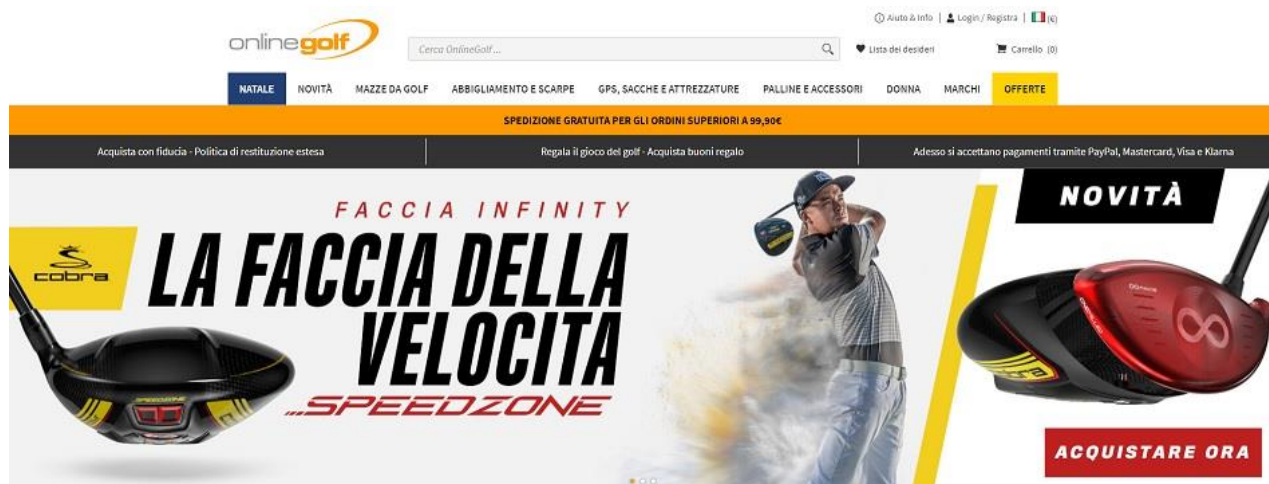 Aiuto & Info | Login / Registra | (€)
onlinegolf
Cerca OnlineGolf ...
Lista dei desideri
Carrello (0)
NATALE NOVITÀ MAZZE DA GOLF ABBIGLIAMENTO E SCARPE GPS, SACCHE E ATTREZZATURE PALLINE E ACCESSORI DONNA MARCHI OFFERTE
SPEDIZIONE GRATUITA PER GLI ORDINI SUPERIORI A 99,90€
Acquista con fiducia - Politica di restituzione estesa
Regala il gioco del golf - Acquista buoni regalo
Adesso si accettano pagamenti tramite PayPal, Mastercard, Visa e Klarna
cobra
FACCIA INFINITY
LA FACCIA DELLA
VELOCITA
...SPEEDZONE
SPEEDZONE
NOVITÀ
cobra
ACQUISTARE ORA